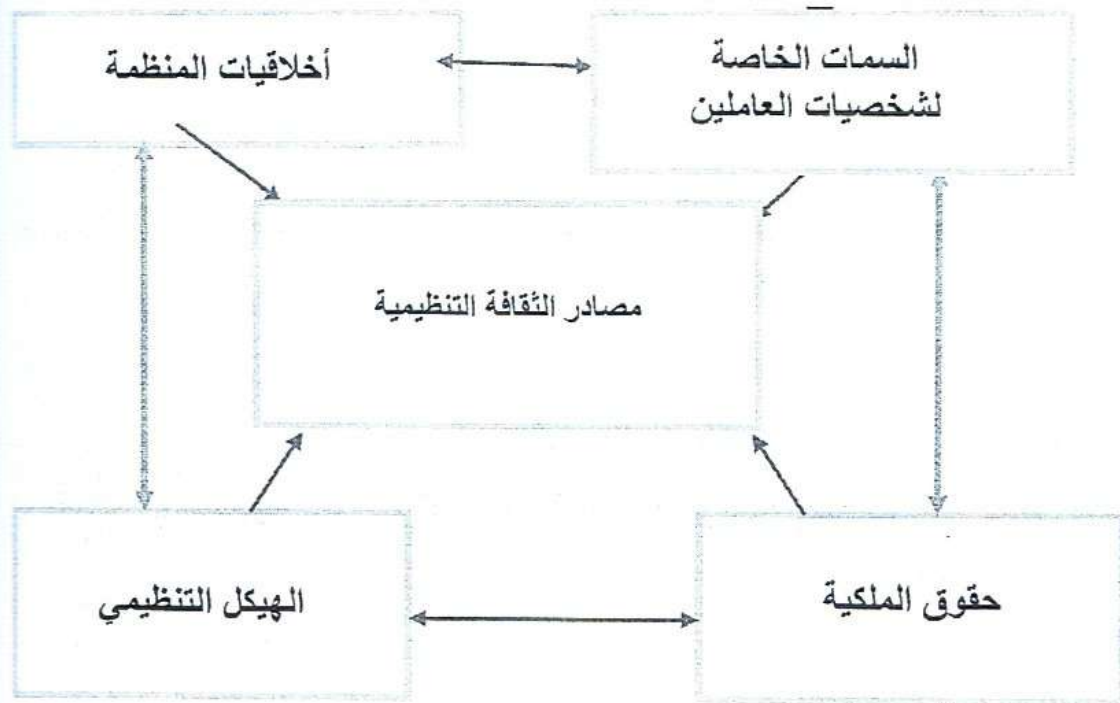 السمات الخاصة
لشخصيات العاملين
أخلاقيات المنظمة
مصادر الثقافة التنظيمية
حقوق الملكية
الهيكل التنظيمي